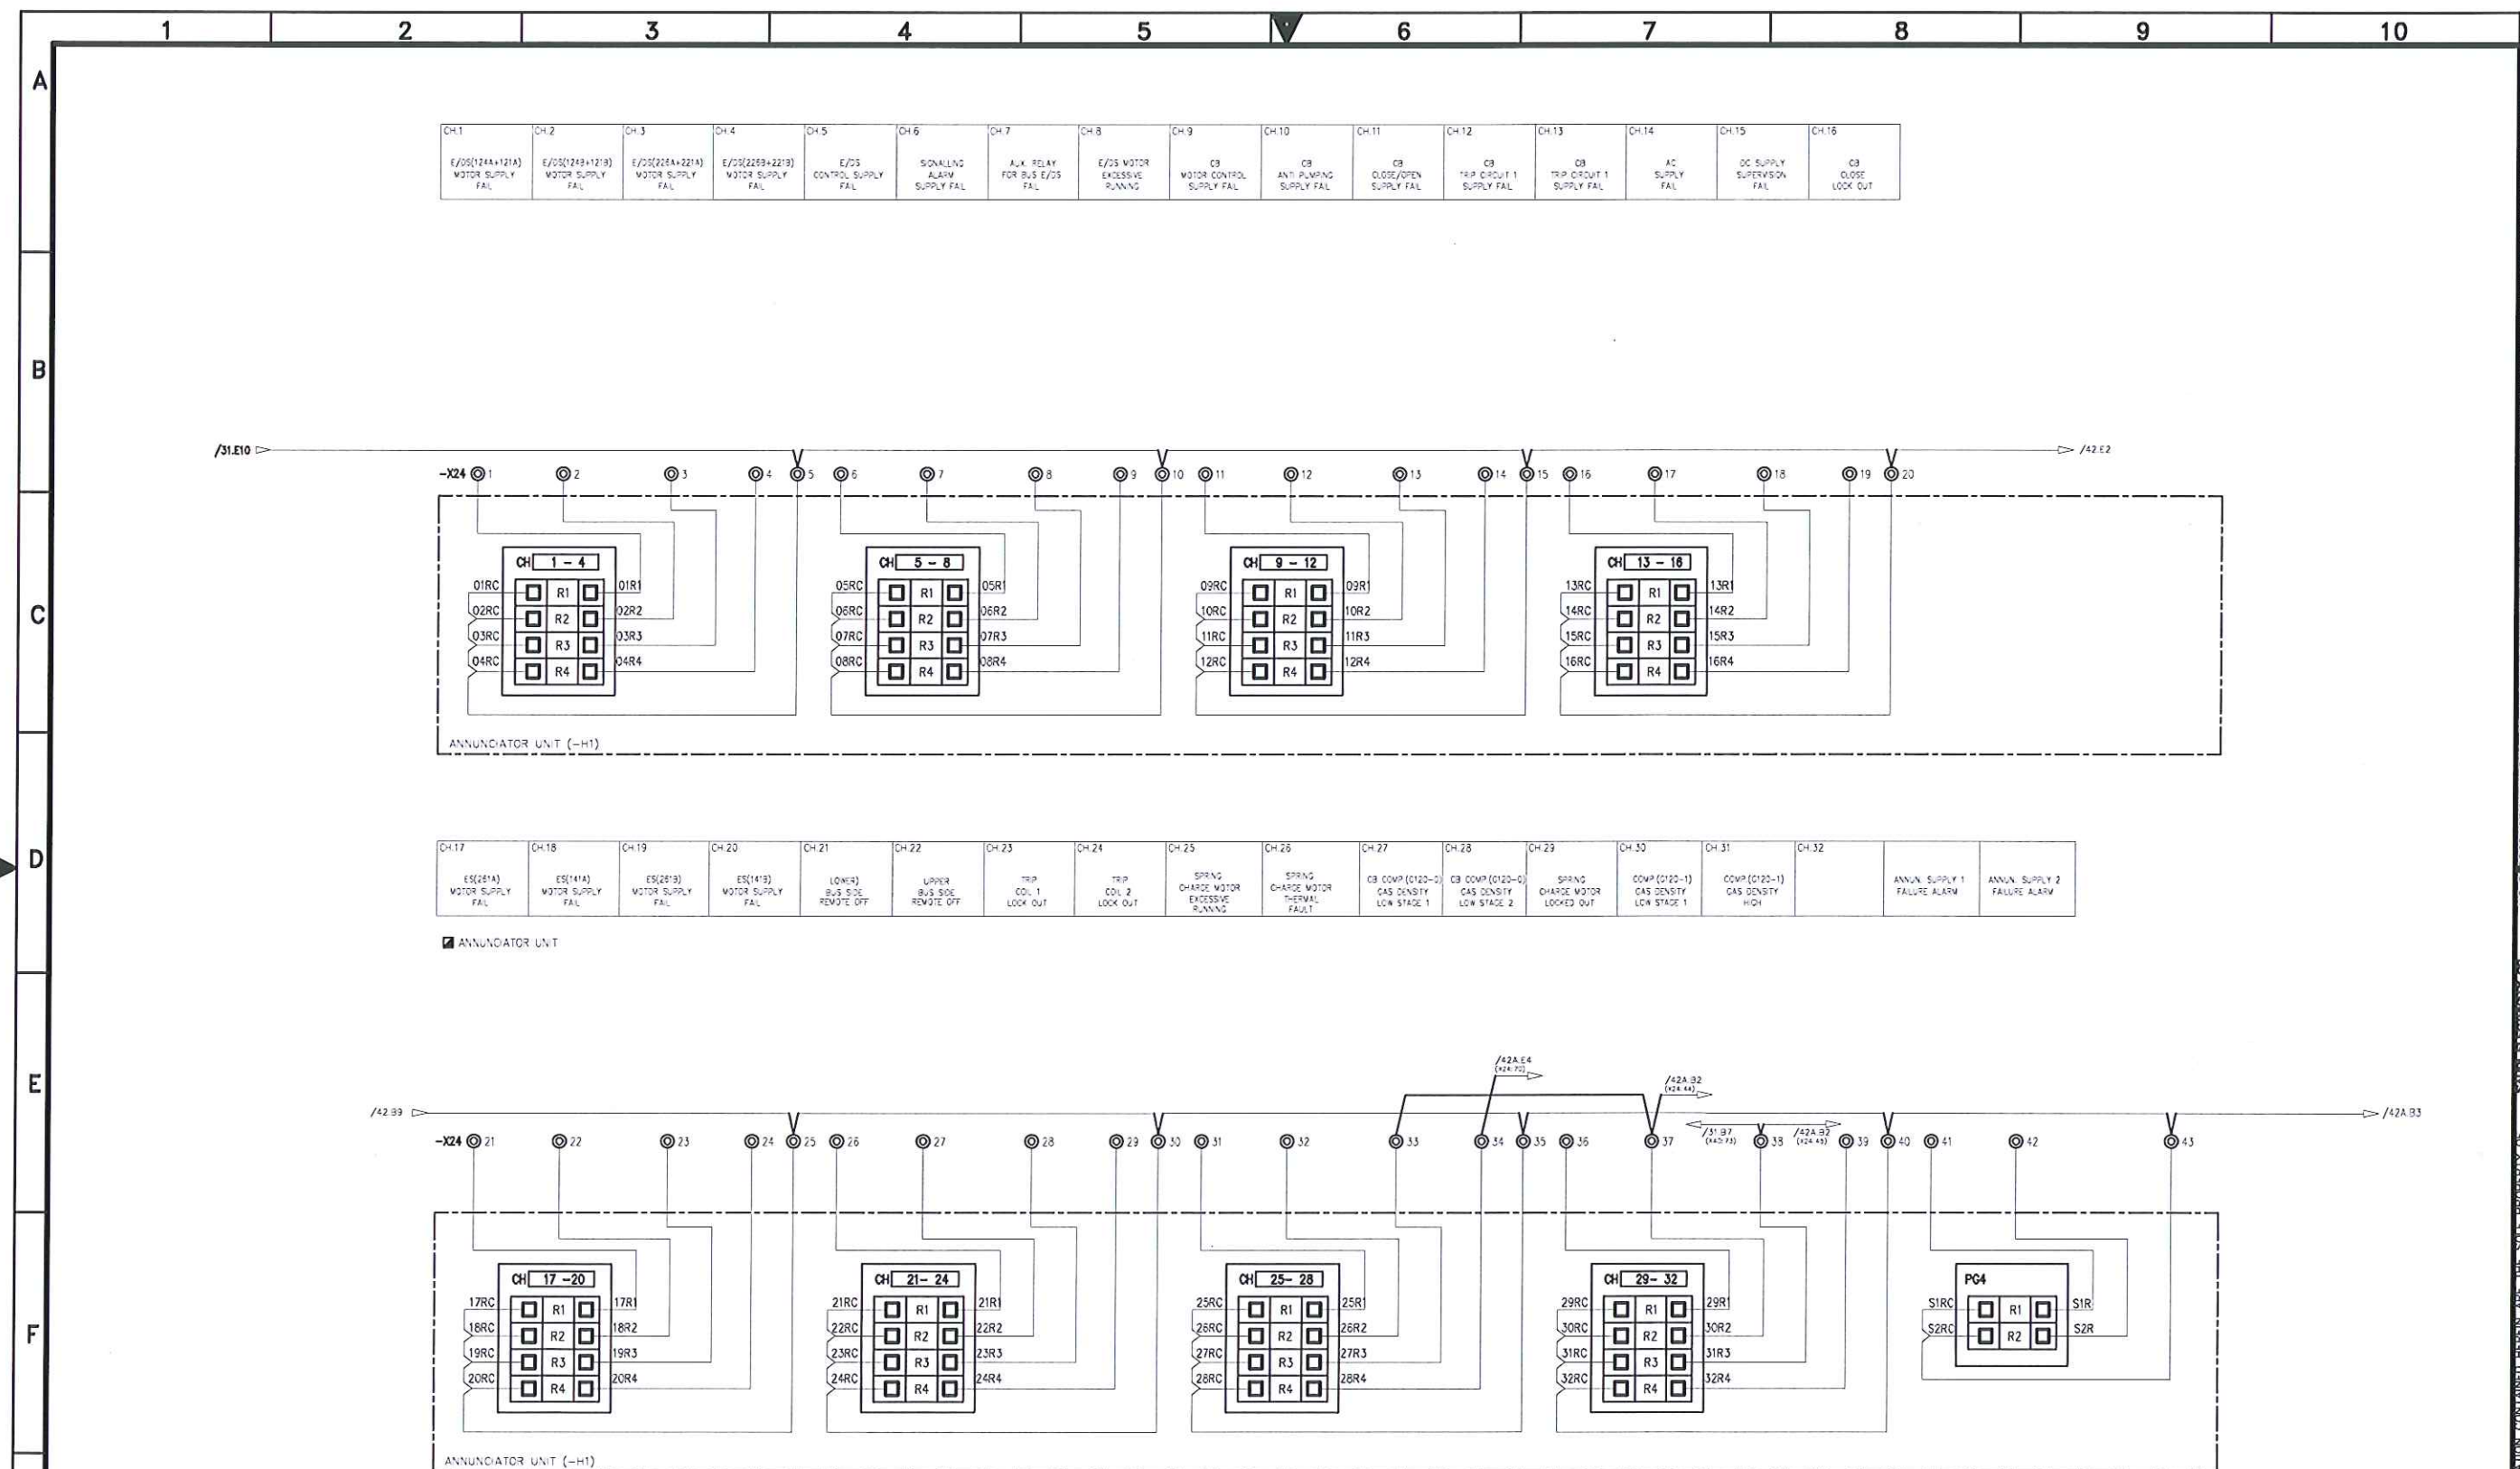 1 2 3 4 5 6 7 8 9 10
A
CH.1 CH.2 CH.3 CH.4 CH.5 CH.6 CH.7 CH.8 CH.9 CH.10 CH.11 CH.12 CH.13 CH.14 CH.15 CH.16
E/DS(124A+121A) MOTOR SUPPLY FAIL
E/DS(124B+121B) MOTOR SUPPLY FAIL
E/DS(226A+221A) MOTOR SUPPLY FAIL
E/DS(226B+221B) MOTOR SUPPLY FAIL
E/DS CONTROL SUPPLY FAIL
SIGNALLING ALARM SUPPLY FAIL
AUX. RELAY FOR BUS E/DS FAIL
E/DS MOTOR EXCESSIVE RUNNING
CB MOTOR CONTROL SUPPLY FAIL
CB ANTI PUMPING SUPPLY FAIL
CB CLOSE/OPEN SUPPLY FAIL
CB TRIP CIRCUIT 1 SUPPLY FAIL
CB TRIP CIRCUIT 1 SUPPLY FAIL
AC SUPPLY FAIL
DC SUPPLY SUPERVISION FAIL
CB CLOSE LOCK OUT
B
/31.E10 /42.E2
-X24 1 2 3 4 5 6 7 8 9 10 11 12 13 14 15 16 17 18 19 20
C
CH 1 - 4 CH 5 - 8 CH 9 - 12 CH 13 - 16
01RC R1 01R1 05RC R1 05R1 09RC R1 09R1 13RC R1 13R1
02RC R2 02R2 06RC R2 06R2 10RC R2 10R2 14RC R2 14R2
03RC R3 03R3 07RC R3 07R3 11RC R3 11R3 15RC R3 15R3
04RC R4 04R4 08RC R4 08R4 12RC R4 12R4 16RC R4 16R4
ANNUNCIATOR UNIT (-H1)
D
CH.17 CH.18 CH.19 CH.20 CH.21 CH.22 CH.23 CH.24 CH.25 CH.26 CH.27 CH.28 CH.29 CH.30 CH.31 CH.32
ES(261A) MOTOR SUPPLY FAIL
ES(141A) MOTOR SUPPLY FAIL
ES(261B) MOTOR SUPPLY FAIL
ES(141B) MOTOR SUPPLY FAIL
LOWER) BUS SIDE REMOTE OFF
UPPER BUS SIDE REMOTE OFF
TRIP COIL 1 LOCK OUT
TRIP COIL 2 LOCK OUT
SPRING CHARGE MOTOR EXCESSIVE RUNNING
SPRING CHARGE MOTOR THERMAL FAULT
CB COMP.(G120-0) GAS DENSITY LOW STAGE 1
CB COMP.(G120-0) GAS DENSITY LOW STAGE 2
SPRING CHARGE MOTOR LOCKED OUT
COMP.(G120-1) GAS DENSITY LOW STAGE 1
COMP.(G120-1) GAS DENSITY HIGH
ANNUN. SUPPLY 1 FAILURE ALARM
ANNUN. SUPPLY 2 FAILURE ALARM
ANNUNCIATOR UNIT
E
/42A.E4
(X24:70)
/42A.B2
(X24:44)
/42.B9 /42A.B3
/31.B7 /42A.B2
-X24 21 22 23 24 25 26 27 28 29 30 31 32 33 34 35 36 37 38 39 40 41 42 43
F
CH 17 -20 CH 21- 24 CH 25- 28 CH 29- 32 PG4
17RC R1 17R1 21RC R1 21R1 25RC R1 25R1 29RC R1 29R1 S1RC R1 S1R
18RC R2 18R2 22RC R2 22R2 26RC R2 26R2 30RC R2 30R2 S2RC R2 S2R
19RC R3 19R3 23RC R3 23R3 27RC R3 27R3 31RC R3 31R3
20RC R4 20R4 24RC R4 24R4 28RC R4 28R4 32RC R4 32R4
ANNUNCIATOR UNIT (-H1)